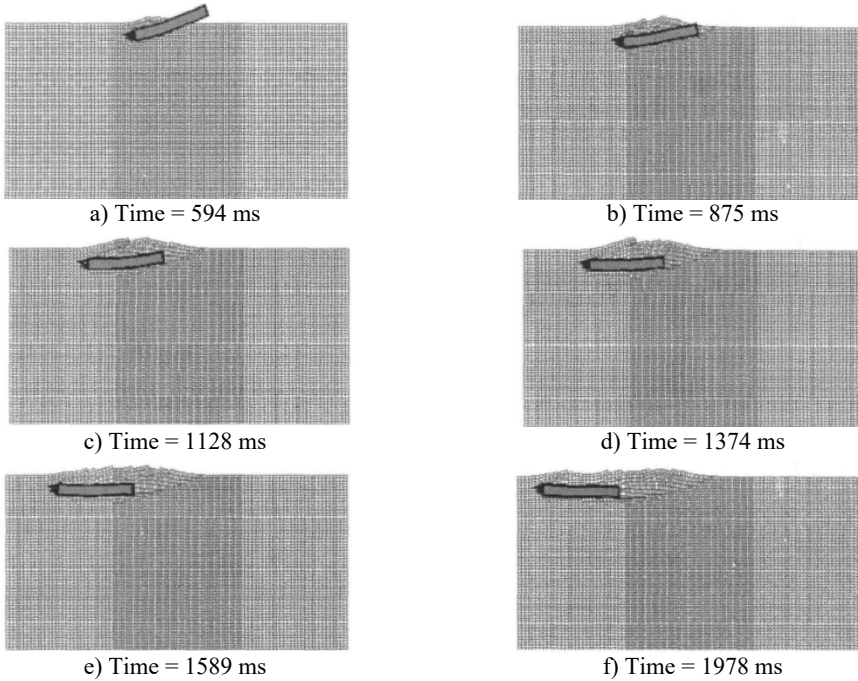 a) Time = 594 ms
b) Time = 875 ms
c) Time = 1128 ms
d) Time = 1374 ms
e) Time = 1589 ms
f) Time = 1978 ms